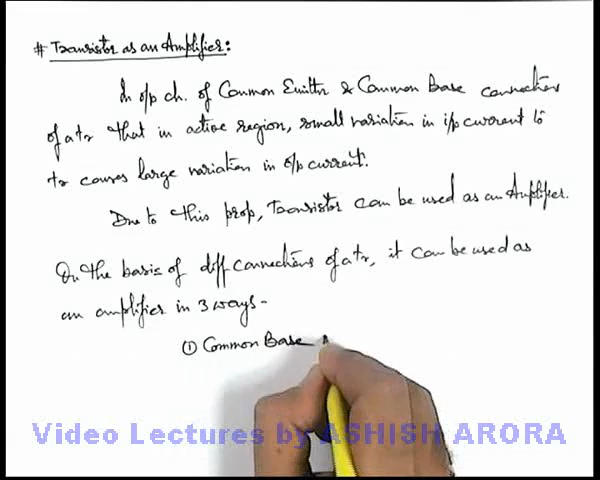 # Transistor as an Amplifier:
In o/p ch. of Common Emitter & Common Base connections
of a tr that in active region, small variation in i/p current to
tr causes large variation in o/p current.
Due to this prop, Transistor can be used as an Amplifier.
On the basis of diff connections of a tr, it can be used as
an amplifier in 3 ways-
① Common Base A
Video Lectures by ASHISH ARORA